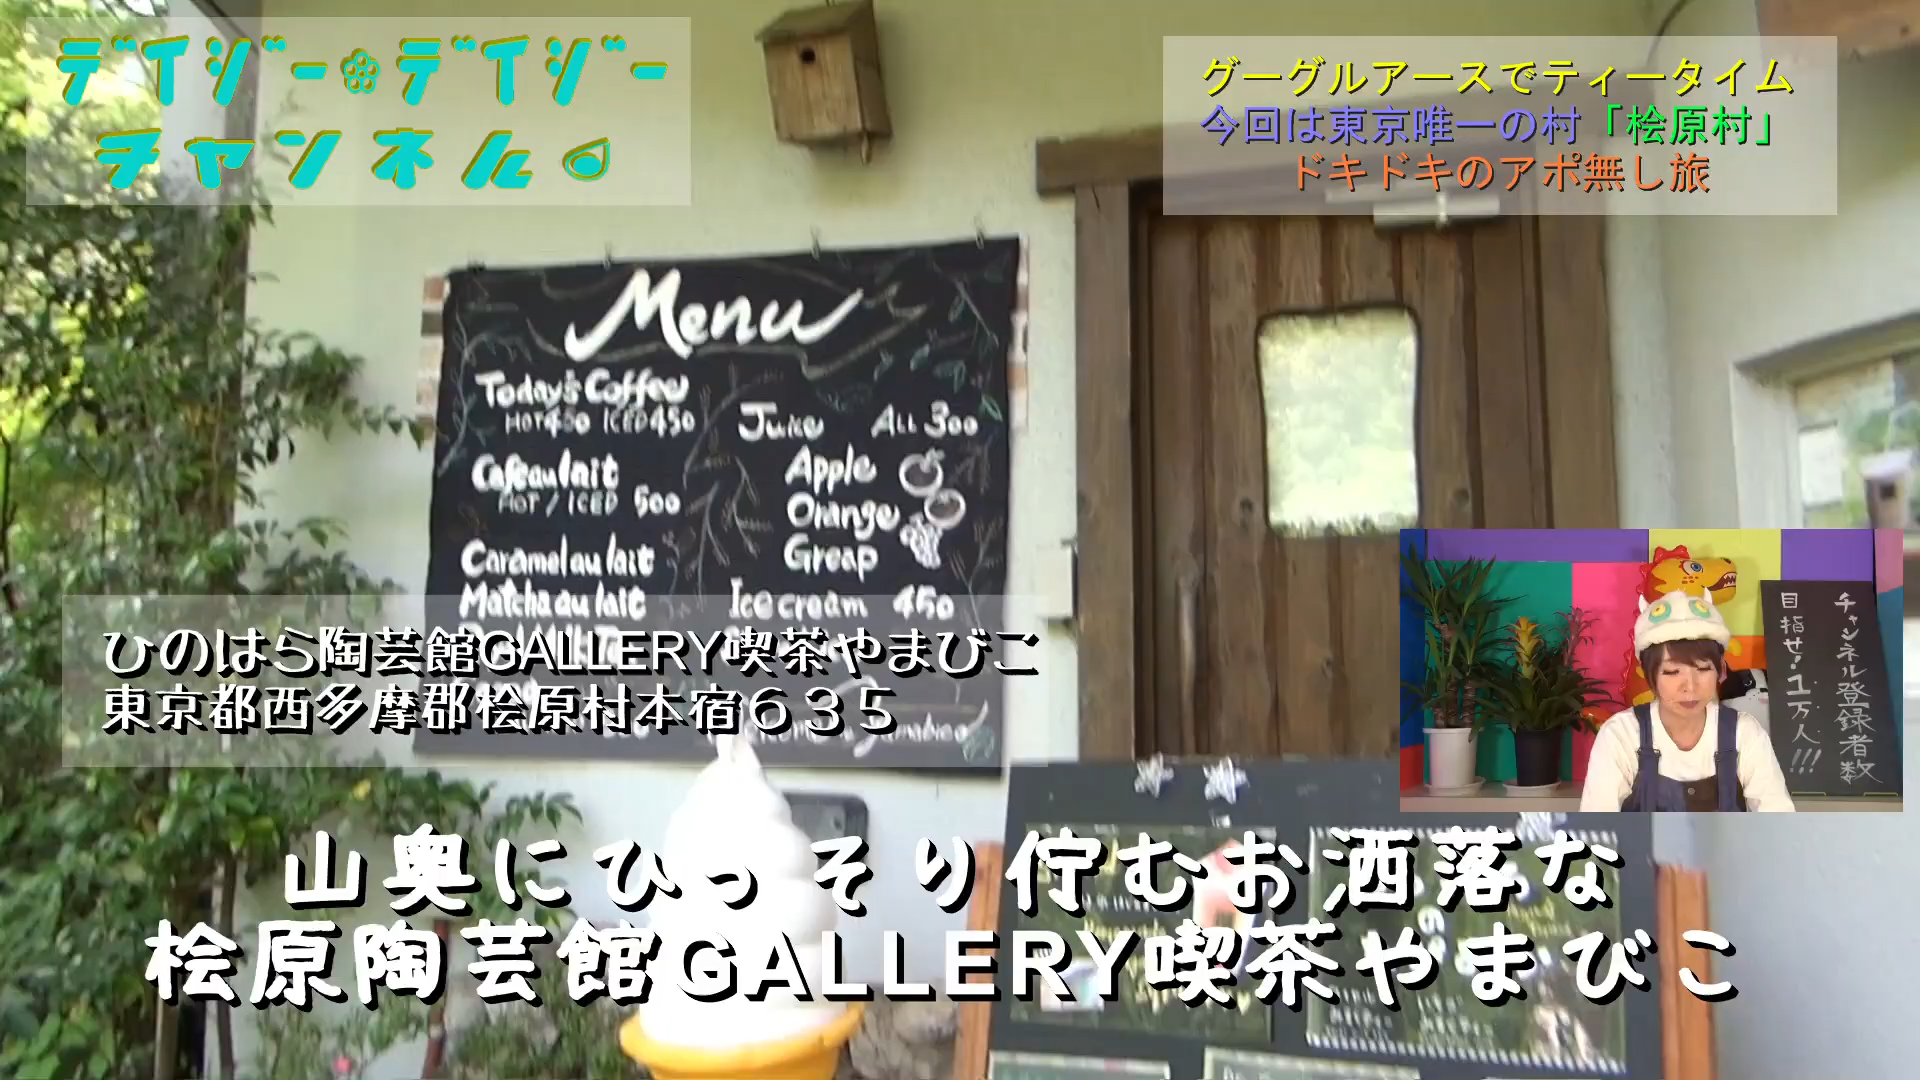 デイジー❀デイジー
チャンネル
グーグルアースでティータイム
今回は東京唯一の村「桧原村」
ドキドキのアポ無し旅
Menu
Today's Coffee
HOT450 ICED450
Cafe au lait
HOT/ICED 500
Caramel au lait
Matcha au lait
Juice ALL 300
Apple
Orange
Greap
Ice cream 450
ひのはら陶芸館GALLERY喫茶やまびこ
東京都西多摩郡桧原村本宿６３５
チャンネル登録者数
目指せ!1万人!!!
山奥にひっそり佇むお洒落な
桧原陶芸館GALLERY喫茶やまびこ